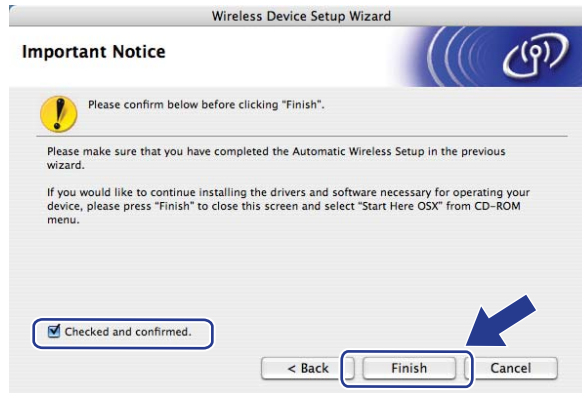 Wireless Device Setup Wizard
Important Notice
Please confirm below before clicking "Finish".
Please make sure that you have completed the Automatic Wireless Setup in the previous
wizard.
If you would like to continue installing the drivers and software necessary for operating your
device, please press "Finish" to close this screen and select "Start Here OSX" from CD-ROM
menu.
Checked and confirmed.
< Back
Finish
Cancel